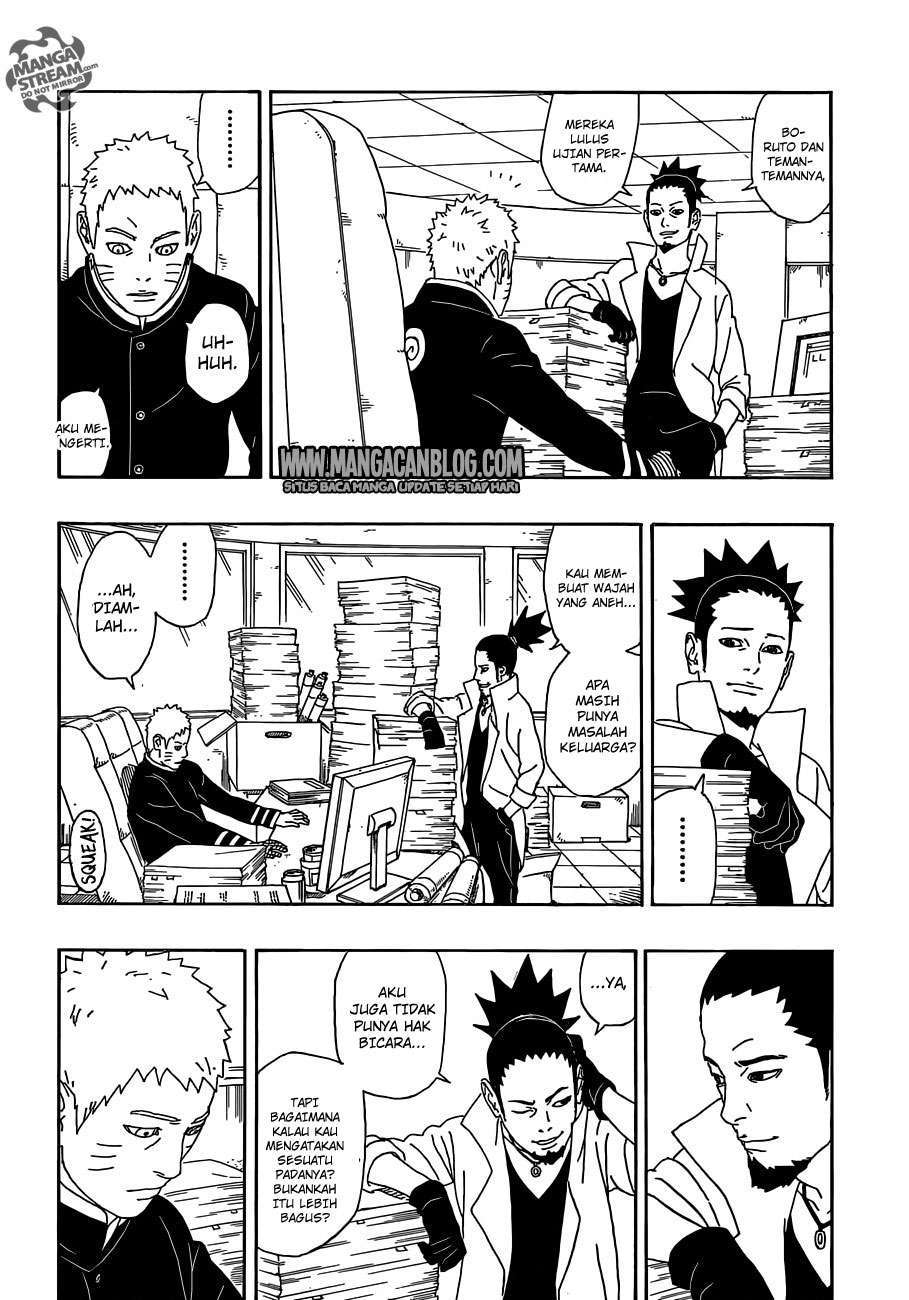 MANGA
STREAM.com
DO NOT MIRROR
BO-
RUTO DAN
TEMAN-
TEMANNYA,
MEREKA
LULUS
UJIAN PER-
TAMA.
LL
........
UH-
HUH.
AKU ME-
NGERTI.
WWW.MANGACANBLOG.COM
SITUS BACA MANGA UPDATE SETIAP HARI
........
KAU MEM-
BUAT WAJAH
YANG ANEH...
APA
MASIH
PUNYA
MASALAH
KELUARGA?
........
...AH,
DIAM-
LAH...
SQUEAK!
...YA,
AKU
JUGA TIDAK
PUNYA HAK
BICARA...
TAPI
BAGAIMANA
KALAU KAU
MENGATAKAN
SESUATU
PADANYA?
BUKANKAH
ITU LEBIH
BAGUS?